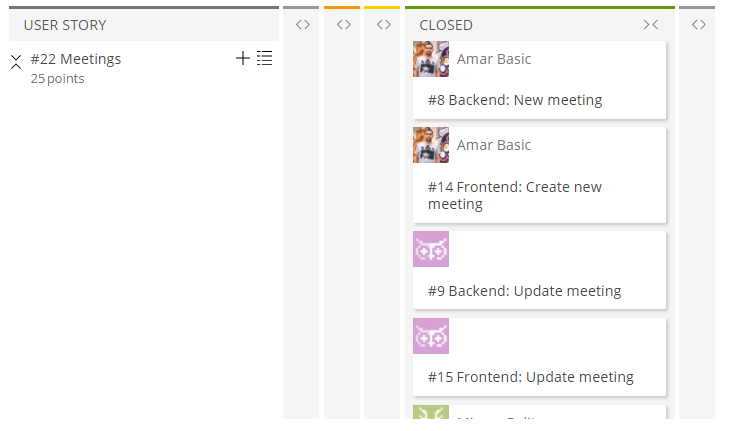 USER STORY
CLOSED
#22 Meetings
25 points
Amar Basic
#8 Backend: New meeting
Amar Basic
#14 Frontend: Create new
meeting
#9 Backend: Update meeting
#15 Frontend: Update meeting